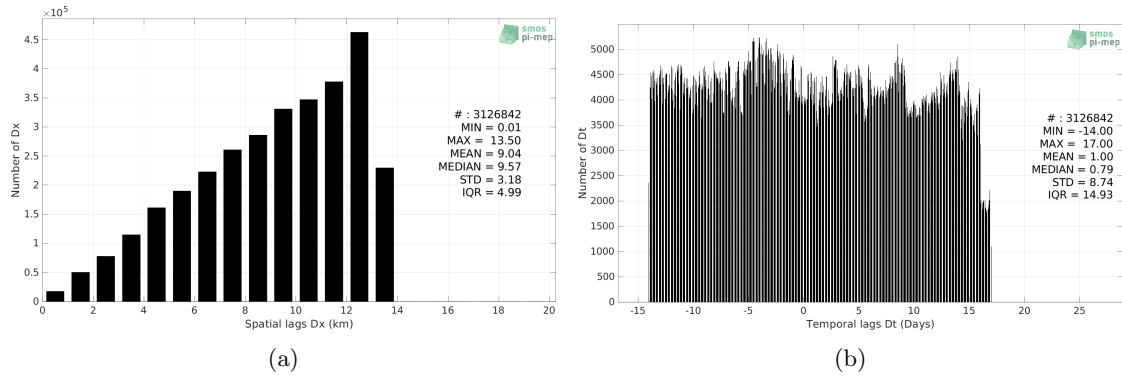 ×10⁵
4.5
4
3.5
3
2.5
2
1.5
1
0.5
0
Number of Dx
0 2 4 6 8 10 12 14 16 18 20
Spatial lags Dx (km)
smos
pi-mep
# : 3126842
MIN = 0.01
MAX = 13.50
MEAN = 9.04
MEDIAN = 9.57
STD = 3.18
IQR = 4.99
(a)
5000
4500
4000
3500
3000
2500
2000
1500
1000
500
0
Number of Dt
-15 -10 -5 0 5 10 15 20 25
Temporal lags Dt (Days)
smos
pi-mep
# : 3126842
MIN = -14.00
MAX = 17.00
MEAN = 1.00
MEDIAN = 0.79
STD = 8.74
IQR = 14.93
(b)